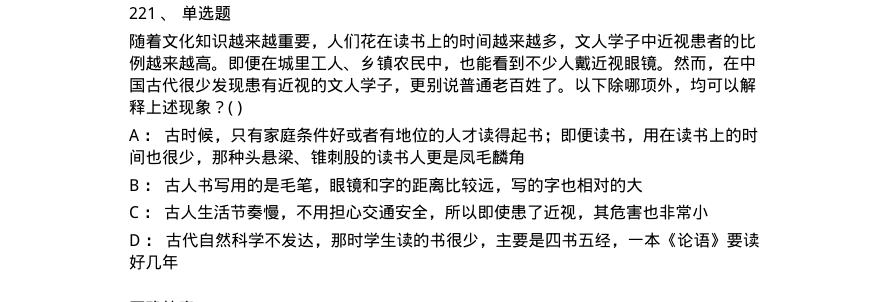 221 、 单选题
随着文化知识越来越重要，人们花在读书上的时间越来越多，文人学子中近视患者的比
例越来越高。即便在城里工人、乡镇农民中，也能看到不少人戴近视眼镜。然而，在中
国古代很少发现患有近视的文人学子，更别说普通老百姓了。以下除哪项外，均可以解
释上述现象？( )
A ： 古时候，只有家庭条件好或者有地位的人才读得起书；即便读书，用在读书上的时
间也很少，那种头悬梁、锥刺股的读书人更是凤毛麟角
B ： 古人书写用的是毛笔，眼镜和字的距离比较远，写的字也相对的大
C ： 古人生活节奏慢，不用担心交通安全，所以即使患了近视，其危害也非常小
D ： 古代自然科学不发达，那时学生读的书很少，主要是四书五经，一本《论语》要读
好几年